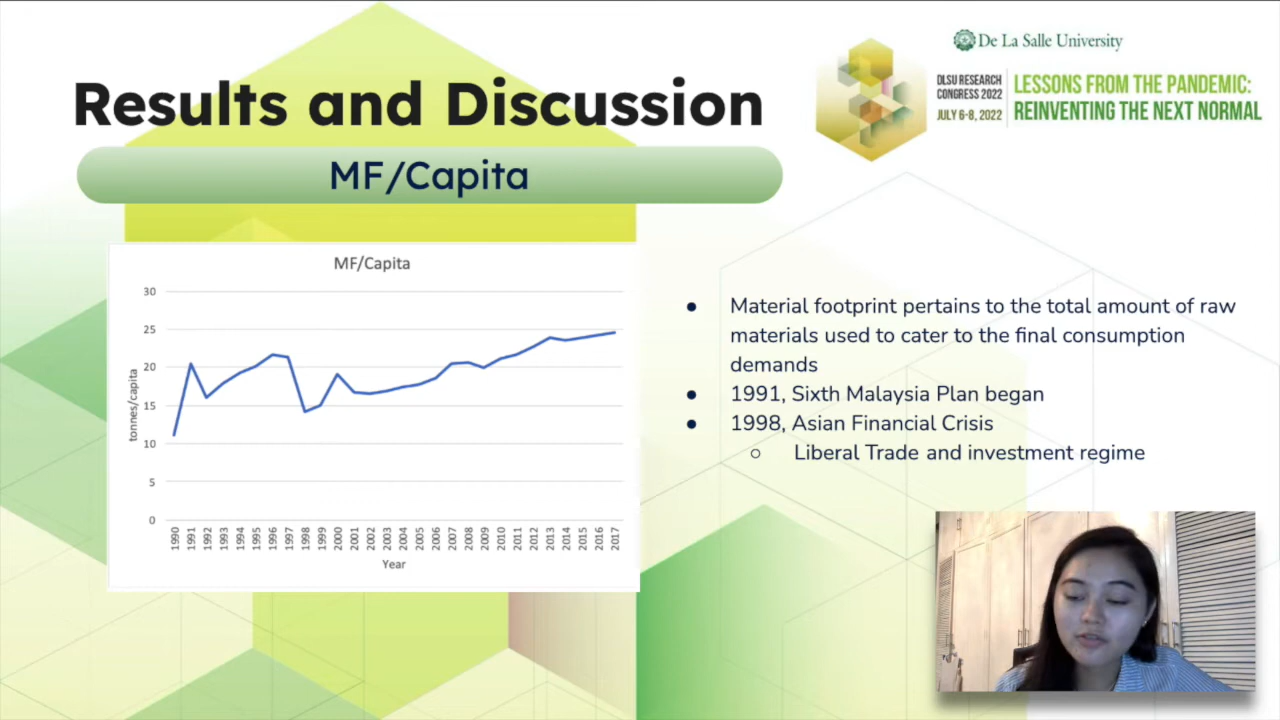 De La Salle University
DLSU RESEARCH
CONGRESS 2022
JULY 6-8, 2022
LESSONS FROM THE PANDEMIC:
REINVENTING THE NEXT NORMAL
Results and Discussion
MF/Capita
MF/Capita
30
25
20
15
10
5
0
tonnes/capita
1990 1991 1992 1993 1994 1995 1996 1997 1998 1999 2000 2001 2002 2003 2004 2005 2006 2007 2008 2009 2010 2011 2012 2013 2014 2015 2016 2017
Year
● Material footprint pertains to the total amount of raw
materials used to cater to the final consumption
demands
● 1991, Sixth Malaysia Plan began
● 1998, Asian Financial Crisis
○ Liberal Trade and investment regime